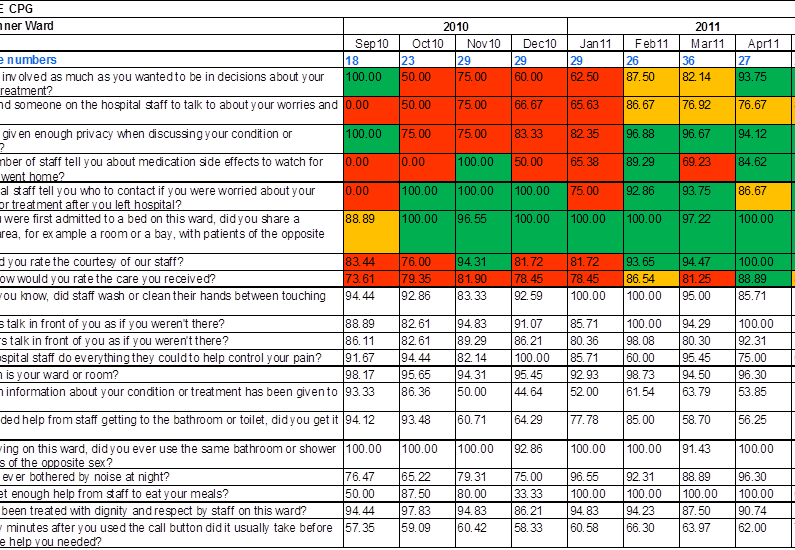 E CPG
nner Ward 2010 2011
Sep10 Oct10 Nov10 Dec10 Jan11 Feb11 Mar11 Apr11
e numbers 18 23 29 29 29 26 36 27
involved as much as you wanted to be in decisions about your 100.00 50.00 75.00 60.00 62.50 87.50 82.14 93.75
treatment?
nd someone on the hospital staff to talk to about your worries and 0.00 50.00 75.00 66.67 65.63 86.67 76.92 76.67
given enough privacy when discussing your condition or 100.00 75.00 75.00 83.33 82.35 96.88 96.67 94.12
?
mber of staff tell you about medication side effects to watch for 0.00 0.00 100.00 50.00 65.38 89.29 69.23 84.62
went home?
al staff tell you who to contact if you were worried about your 0.00 100.00 100.00 100.00 75.00 92.86 93.75 86.67
or treatment after you left hospital?
u were first admitted to a bed on this ward, did you share a 88.89 100.00 96.55 100.00 100.00 100.00 97.22 100.00
area, for example a room or a bay, with patients of the opposite
d you rate the courtesy of our staff? 83.44 76.00 94.31 81.72 81.72 93.65 94.47 100.00
how would you rate the care you received? 73.61 79.35 81.90 78.45 78.45 86.54 81.25 88.89
you know, did staff wash or clean their hands between touching 94.44 92.86 83.33 92.59 100.00 100.00 95.00 85.71
s talk in front of you as if you weren't there? 88.89 82.61 94.83 91.07 85.71 100.00 94.29 100.00
rs talk in front of you as if you weren't there? 86.11 82.61 89.29 86.21 80.36 98.08 80.30 92.31
ospital staff do everything they could to help control your pain? 91.67 94.44 82.14 100.00 85.71 60.00 95.45 75.00
n is your ward or room? 98.17 95.65 94.31 95.45 92.93 98.73 94.50 96.30
h information about your condition or treatment has been given to 93.33 86.36 50.00 44.64 52.00 61.54 63.79 53.85
ded help from staff getting to the bathroom or toilet, did you get it 94.12 93.48 60.71 64.29 77.78 85.00 58.70 56.25
ying on this ward, did you ever use the same bathroom or shower 100.00 100.00 100.00 92.86 100.00 100.00 91.43 100.00
s of the opposite sex?
ever bothered by noise at night? 76.47 65.22 79.31 75.00 96.55 92.31 88.89 96.30
et enough help from staff to eat your meals? 50.00 87.50 80.00 33.33 100.00 100.00 100.00 100.00
been treated with dignity and respect by staff on this ward? 94.44 97.83 94.83 86.21 94.83 94.23 87.50 90.74
y minutes after you used the call button did it usually take before 57.35 59.09 60.42 58.33 60.58 66.30 63.97 62.00
e help you needed?